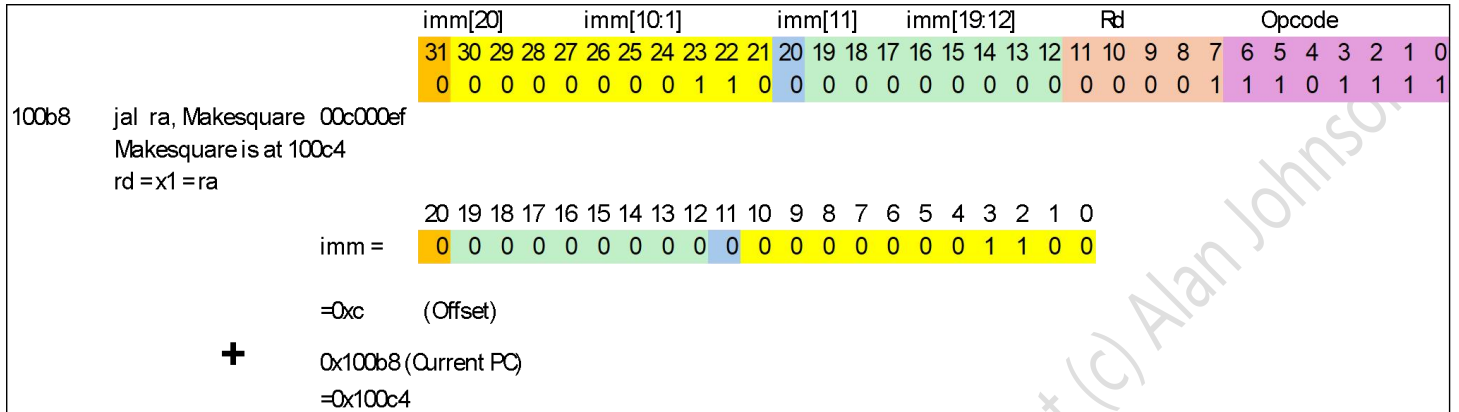 imm[20] imm[10:1] imm[11] imm[19:12] Rd Opcode
31 30 29 28 27 26 25 24 23 22 21 20 19 18 17 16 15 14 13 12 11 10 9 8 7 6 5 4 3 2 1 0
0 0 0 0 0 0 0 0 1 1 0 0 0 0 0 0 0 0 0 0 0 0 0 0 1 1 1 0 1 1 1 1
100b8 jal ra, Makesquare 00c000ef
Makesquare is at 100c4
rd = x1 = ra
20 19 18 17 16 15 14 13 12 11 10 9 8 7 6 5 4 3 2 1 0
imm = 0 0 0 0 0 0 0 0 0 0 0 0 0 0 0 0 0 1 1 0 0
=0xc (Offset)
+ 0x100b8 (Current PC)
=0x100c4
(c) Alan Johnso